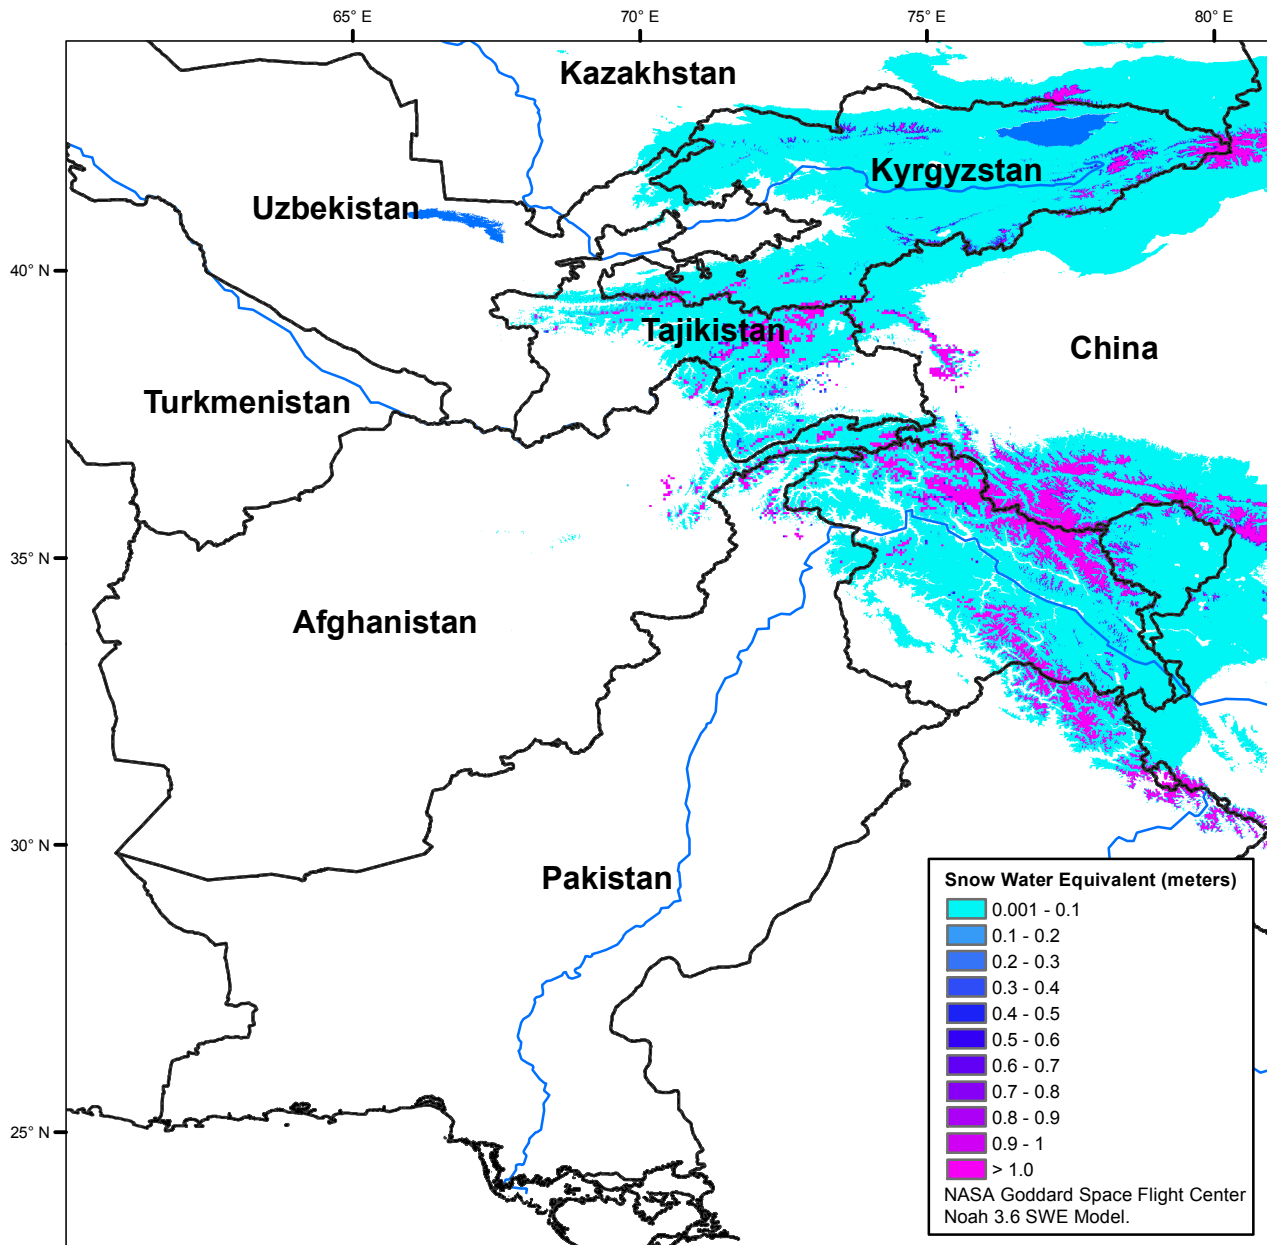 65° E
70° E
75° E
80° E
Kazakhstan
Kyrgyzstan
Uzbekistan
40° N
Tajikistan
China
Turkmenistan
35° N
Afghanistan
30° N
Pakistan
25° N
Snow Water Equivalent (meters)
0.001 - 0.1
0.1 - 0.2
0.2 - 0.3
0.3 - 0.4
0.4 - 0.5
0.5 - 0.6
0.6 - 0.7
0.7 - 0.8
0.8 - 0.9
0.9 - 1
> 1.0
NASA Goddard Space Flight Center
Noah 3.6 SWE Model.